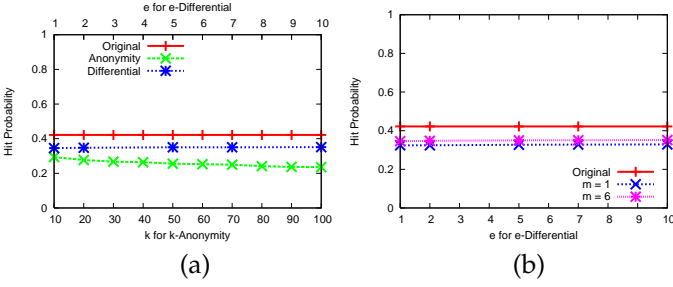 e for e-Differential
1 2 3 4 5 6 7 8 9 10
1
0.8
0.6
0.4
0.2
0
Hit Probability
Original
Anonymity
Differential
10 20 30 40 50 60 70 80 90 100
k for k-Anonymity
(a)
1
0.8
0.6
0.4
0.2
0
Hit Probability
Original
m = 1
m = 6
1 2 3 4 5 6 7 8 9 10
e for e-Differential
(b)